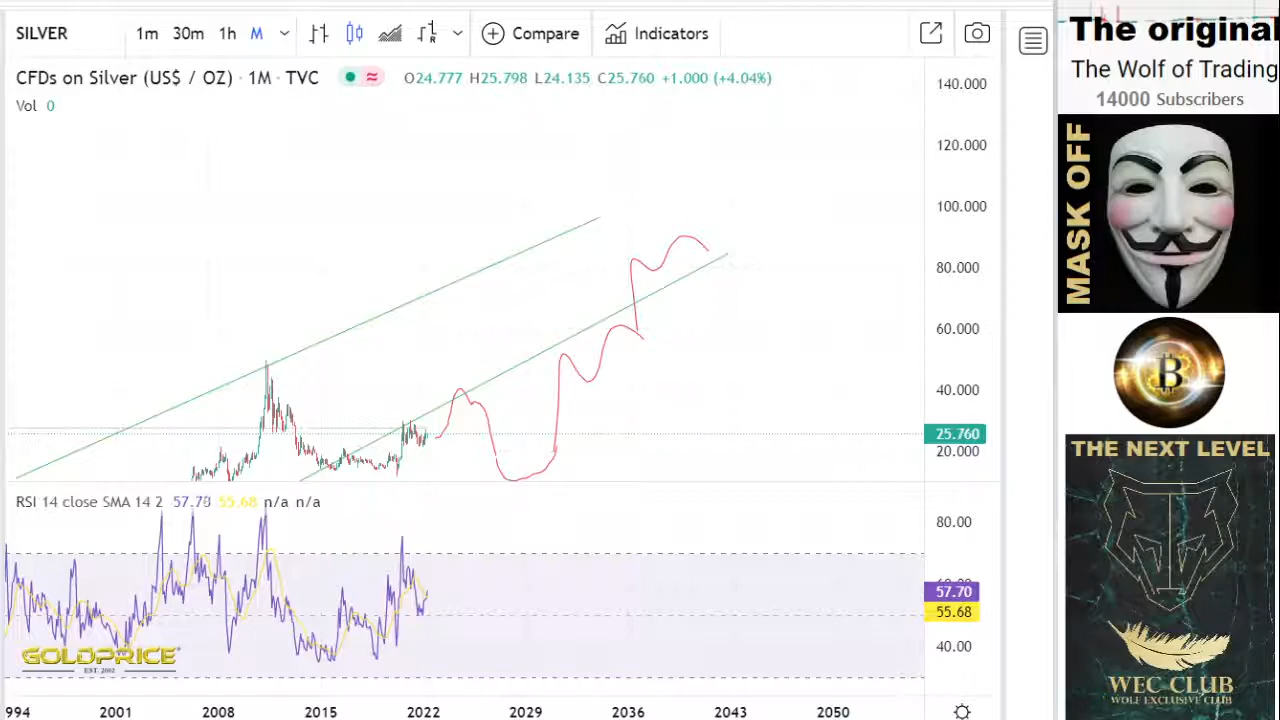 SILVER 1m 30m 1h M Compare Indicators
CFDs on Silver (US$ / OZ) · 1M · TVC O24.777 H25.798 L24.135 C25.760 +1.000 (+4.04%)
Vol 0
140.000
120.000
100.000
80.000
60.000
40.000
25.760
20.000
RSI 14 close SMA 14 2 57.70 55.68 n/a n/a
80.00
57.70
55.68
40.00
GOLDPRICE
EST. 2002
994 2001 2008 2015 2022 2029 2036 2043 2050
The original
The Wolf of Trading
14000 Subscribers
MASK OFF
B
THE NEXT LEVEL
WEC CLUB
WOLF EXCLUSIVE CLUB